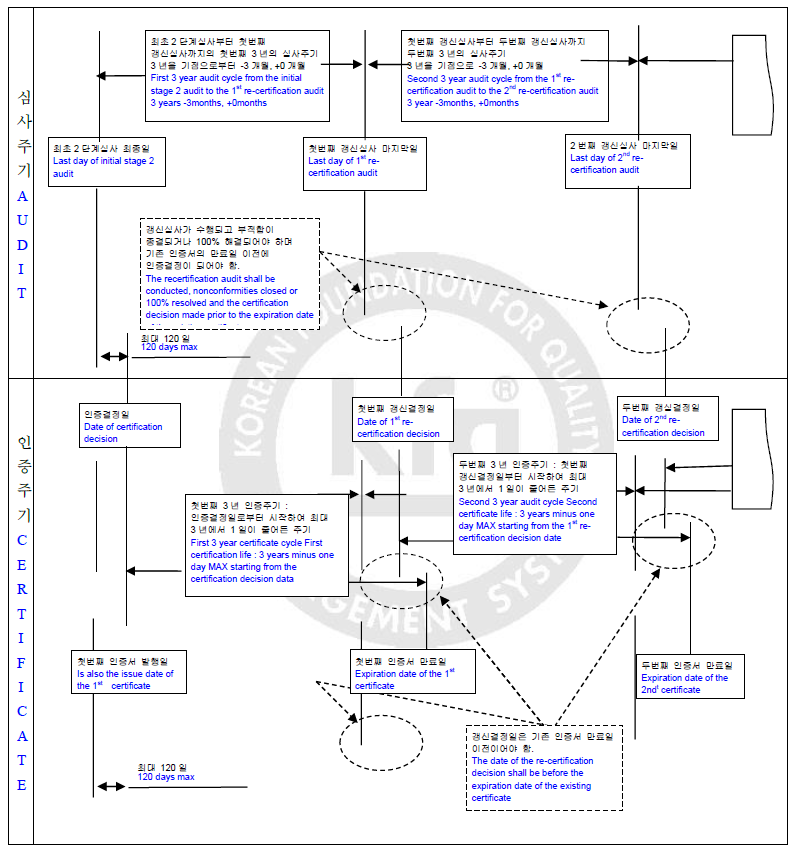 심
사
주
기
A
U
D
I
T
최초 2 단계심사부터 첫번째
갱신심사까지의 첫번째 3 년의 심사주기
3 년을 기점으로부터 -3 개월, +0 개월
First 3 year audit cycle from the initial
stage 2 audit to the 1st re-certification audit
3 years -3months, +0months
첫번째 갱신심사부터 두번째 갱신심사까지
두번째 3 년의 심사주기
3 년을 기점으로 -3 개월, +0 개월
Second 3 year audit cycle from the 1st re-
certification audit to the 2nd re-certification audit
3 year -3months, +0months
최초 2 단계심사 최종일
Last day of initial stage 2
audit
첫번째 갱신심사 마지막일
Last day of 1st re-
certification audit
2 번째 갱신심사 마지막일
Last day of 2nd re-
certification audit
갱신심사가 수행되고 부적합이
종결되거나 100% 해결되어야 하며
기존 인증서의 만료일 이전에
인증결정이 되어야 함.
The recertification audit shall be
conducted, nonconformities closed or
100% resolved and the certification
decision made prior to the expiration date
최대 120 일
120 days max
KOREAN FOUNDATION FOR QUALITY
kfq ®
인
증
주
기
C
E
R
T
I
F
I
C
A
T
E
인증결정일
Date of certification
decision
첫번째 갱신결정일
Date of 1st re-
certification decision
두번째 갱실결정일
Date of 2nd re-
certification decision
두번째 3 년 인증주기 : 첫번째
갱신결정일부터 시작하여 최대
3 년에서 1 일이 줄어든 주기
Second 3 year audit cycle Second
certificate life : 3 years minus one
day MAX starting from the 1st re-
certification decision date
첫번째 3 년 인증주기 :
인증결정일로부터 시작하여 최대
3 년에서 1 일이 줄어든 주기
First 3 year certificate cycle First
certification life : 3 years minus one
day MAX starting from the
certification decision data
첫번째 인증서 발행일
Is also the issue date of
the 1st certificate
첫번째 인증서 만료일
Expiration date of the 1st
certificate
두번째 인증서 만료일
Expiration date of the
2ndt certificate
갱신결정일은 기존 인증서 만료일
이전이어야 함.
The date of the re-certification
decision shall be before the
expiration date of the existing
certificate
최대 120 일
120 days max